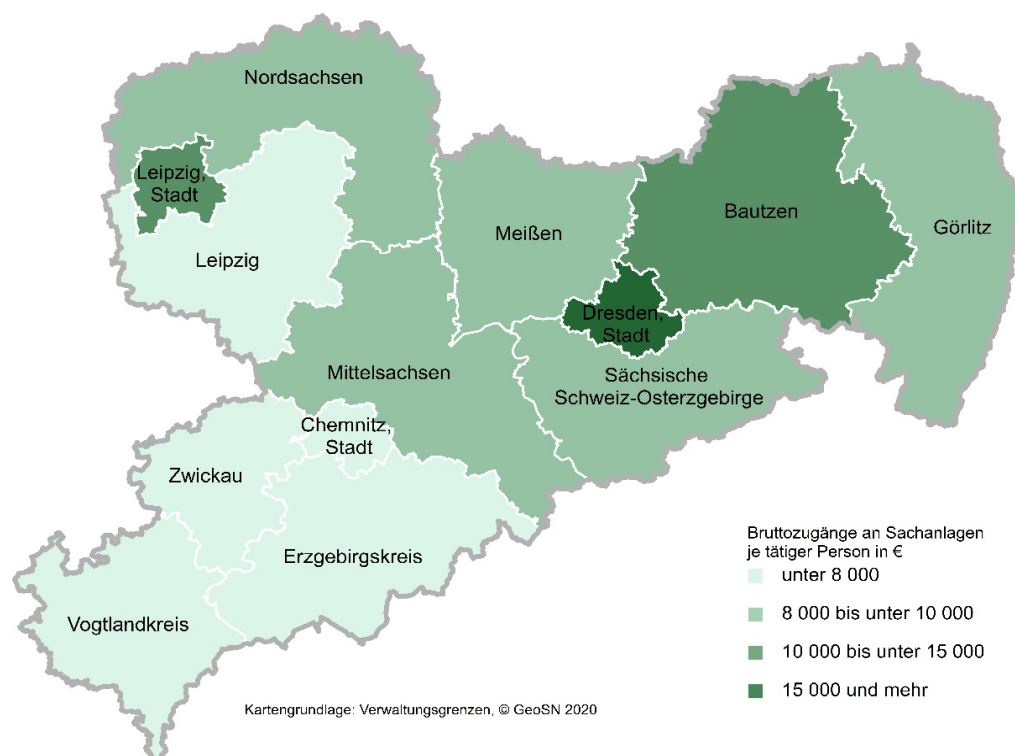 Nordsachsen
Leipzig,
Stadt
Leipzig
Meißen
Bautzen
Görlitz
Dresden,
Stadt
Mittelsachsen
Sächsische
Schweiz-Osterzgebirge
Chemnitz,
Stadt
Zwickau
Erzgebirgskreis
Vogtlandkreis
Bruttozugänge an Sachanlagen
je tätiger Person in €
unter 8 000
8 000 bis unter 10 000
10 000 bis unter 15 000
15 000 und mehr
Kartengrundlage: Verwaltungsgrenzen, © GeoSN 2020